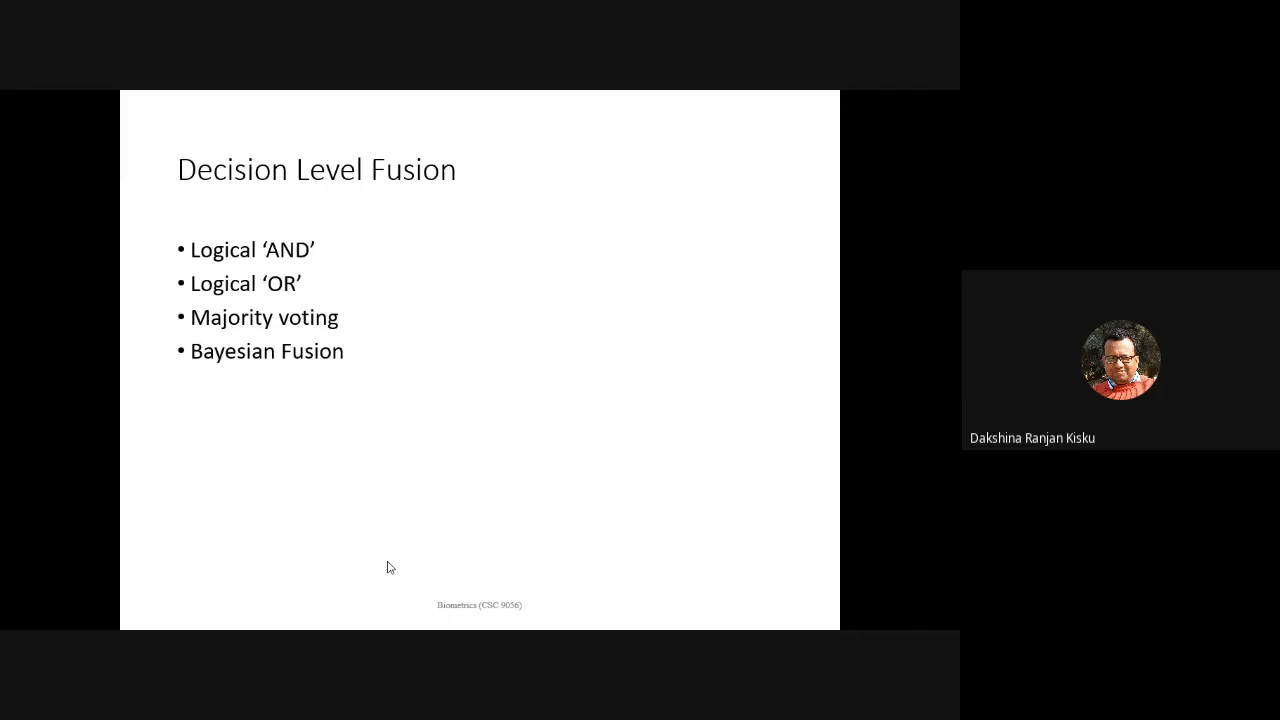 Decision Level Fusion
• Logical ‘AND’
• Logical ‘OR’
• Majority voting
• Bayesian Fusion
Biometrics (CSC 9056)
Dakshina Ranjan Kisku